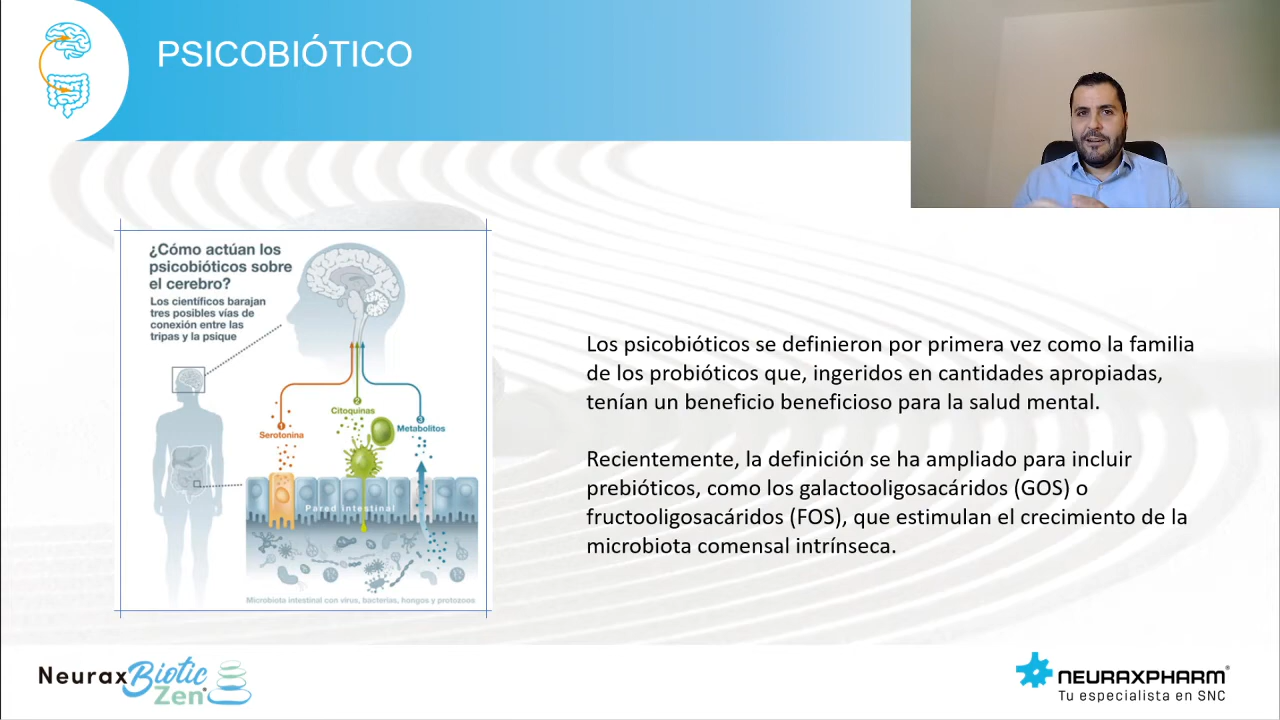 PSICOBIÓTICO
¿Cómo actúan los
psicobióticos sobre
el cerebro?
Los científicos barajan
tres posibles vías de
conexión entre las
tripas y la psique
2
Citoquinas
1
Serotonina
3
Metabolitos
Pared intestinal
Microbiota intestinal con virus, bacterias, hongos y protozoos
Los psicobióticos se definieron por primera vez como la familia
de los probióticos que, ingeridos en cantidades apropiadas,
tenían un beneficio beneficioso para la salud mental.
Recientemente, la definición se ha ampliado para incluir
prebióticos, como los galactooligosacáridos (GOS) o
fructooligosacáridos (FOS), que estimulan el crecimiento de la
microbiota comensal intrínseca.
NeuraxBiotic
Zen®
NEURAXPHARM®
Tu especialista en SNC